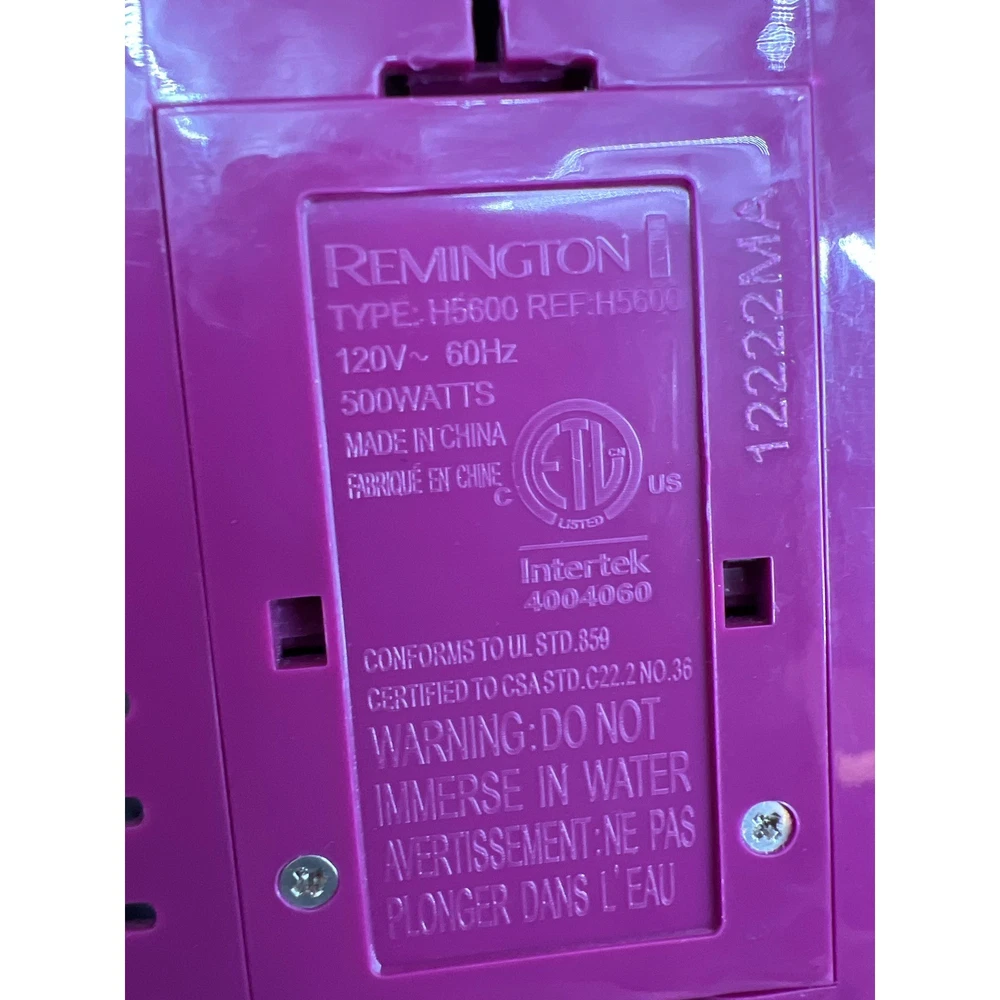 REMINGTON
TYPE: H5600 REF:H5600
120V~ 60Hz
500WATTS
MADE IN CHINA
FABRIQUÉ EN CHINE
ETL CM
C US
LISTED
Intertek
4004060
CONFORMS TO UL STD.859
CERTIFIED TO CSA STD.C22.2 NO.36
WARNING: DO NOT
IMMERSE IN WATER
AVERTISSEMENT: NE PAS
PLONGER DANS L'EAU
12222MA